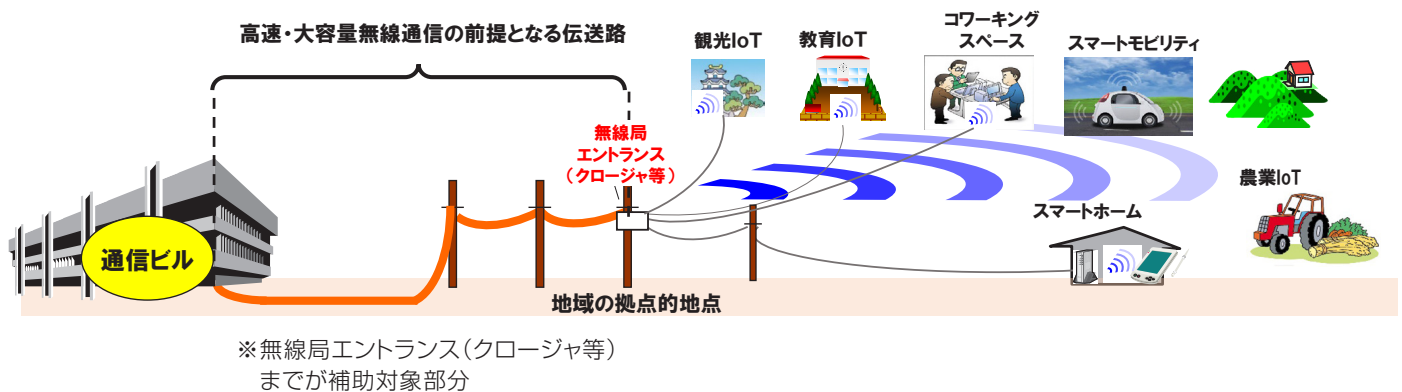 高速・大容量無線通信の前提となる伝送路
観光IoT
教育IoT
コワーキング
スペース
スマートモビリティ
無線局
エントランス
（クロージャ等）
農業IoT
スマートホーム
通信ビル
地域の拠点的地点
※無線局エントランス（クロージャ等）
までが補助対象部分